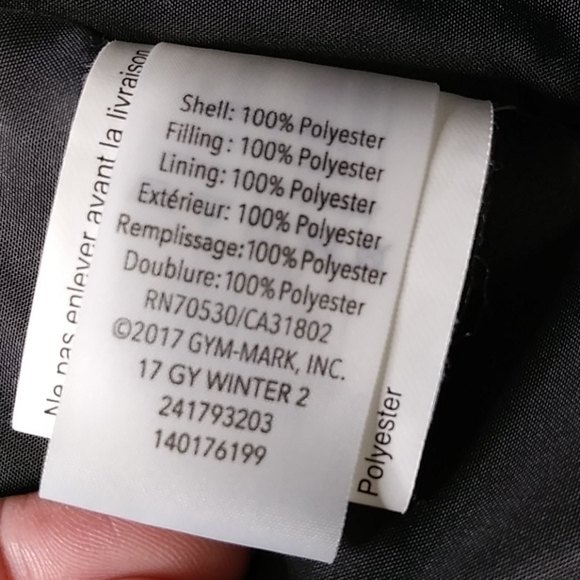 Shell: 100% Polyester
Filling: 100% Polyester
Lining: 100% Polyester
Extérieur: 100% Polyester
Remplissage:100% Polyester
Doublure:100% Polyester
RN70530/CA31802
©2017 GYM-MARK, INC.
17 GY WINTER 2
241793203
140176199
Ne pas enlever avant la livraison
Polyester